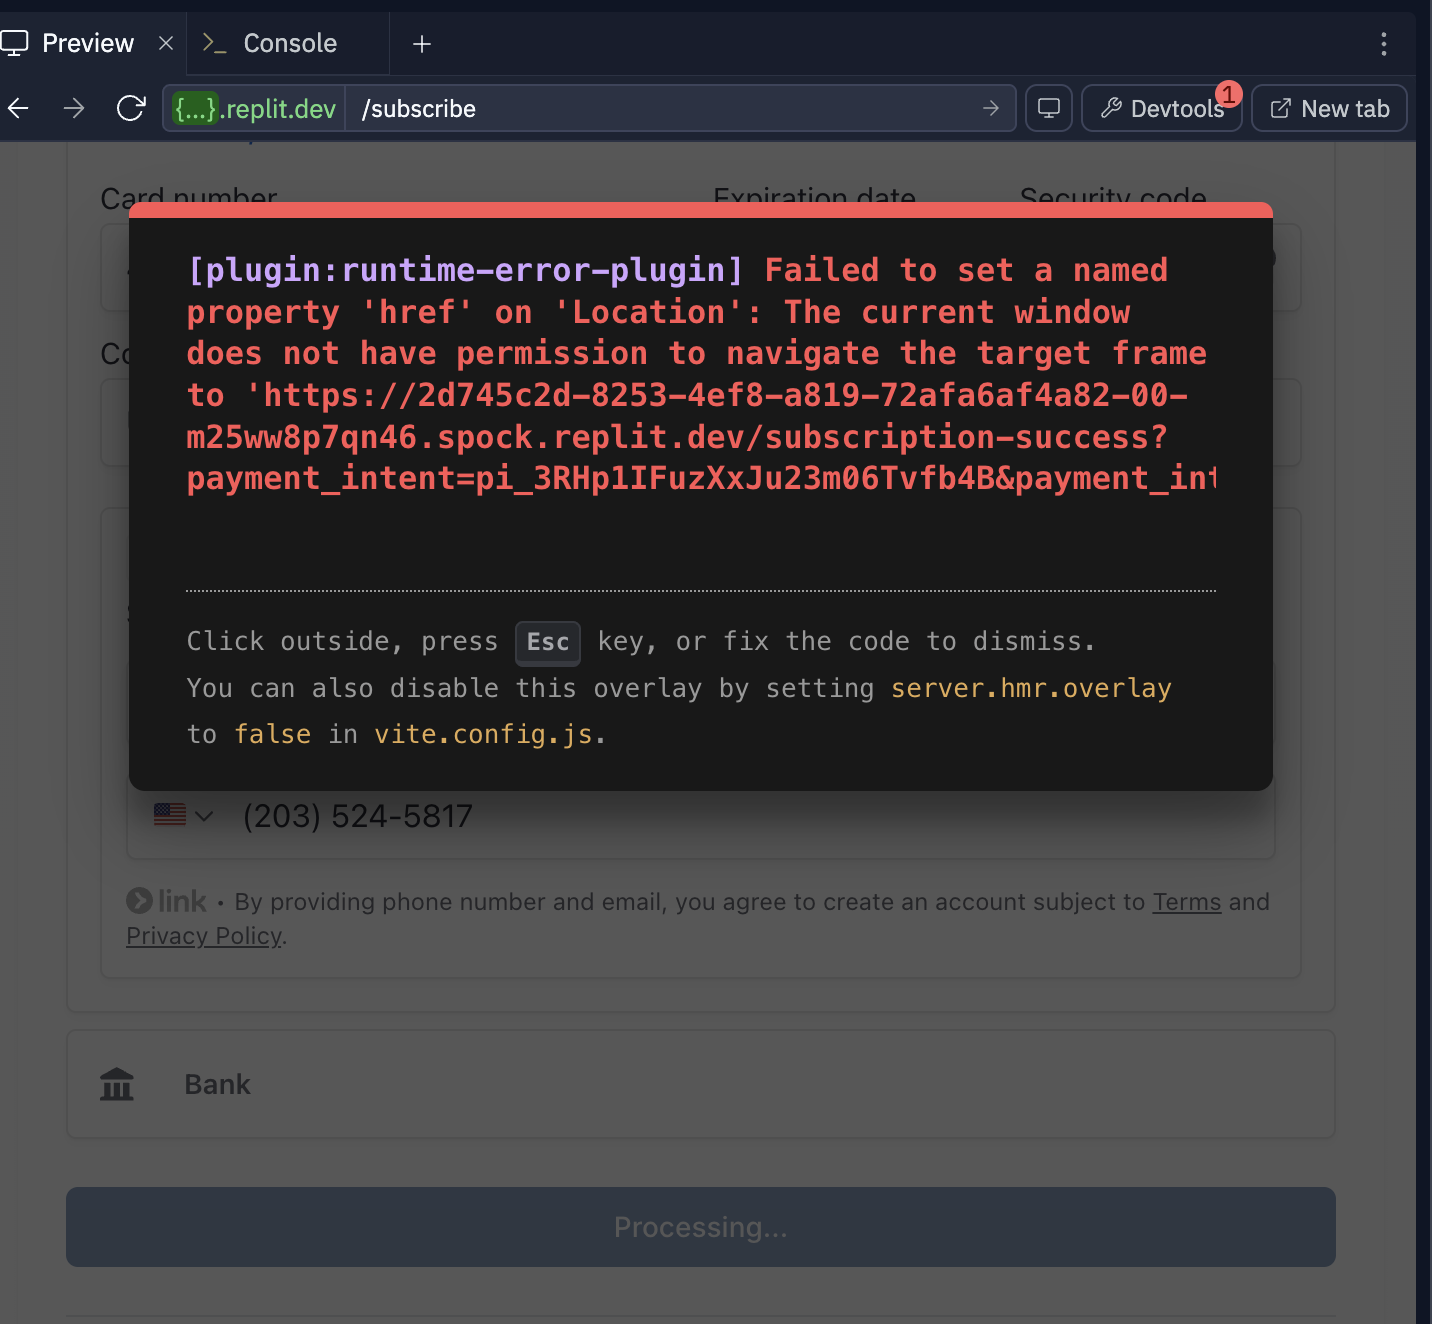 Preview
Console
{...}.replit.dev
/subscribe
Devtools
1
New tab
Card number
Expiration date
Security code
[plugin:runtime-error-plugin] Failed to set a named
property 'href' on 'Location': The current window
does not have permission to navigate the target frame
to 'https://2d745c2d-8253-4ef8-a819-72afa6af4a82-00-
m25ww8p7qn46.spock.replit.dev/subscription-success?
payment_intent=pi_3RHp1IFuzXxJu23m06Tvfb4B&payment_int
Co
Click outside, press Esc key, or fix the code to dismiss.
You can also disable this overlay by setting server.hmr.overlay
to false in vite.config.js.
(203) 524-5817
link • By providing phone number and email, you agree to create an account subject to Terms and
Privacy Policy.
Bank
Processing...